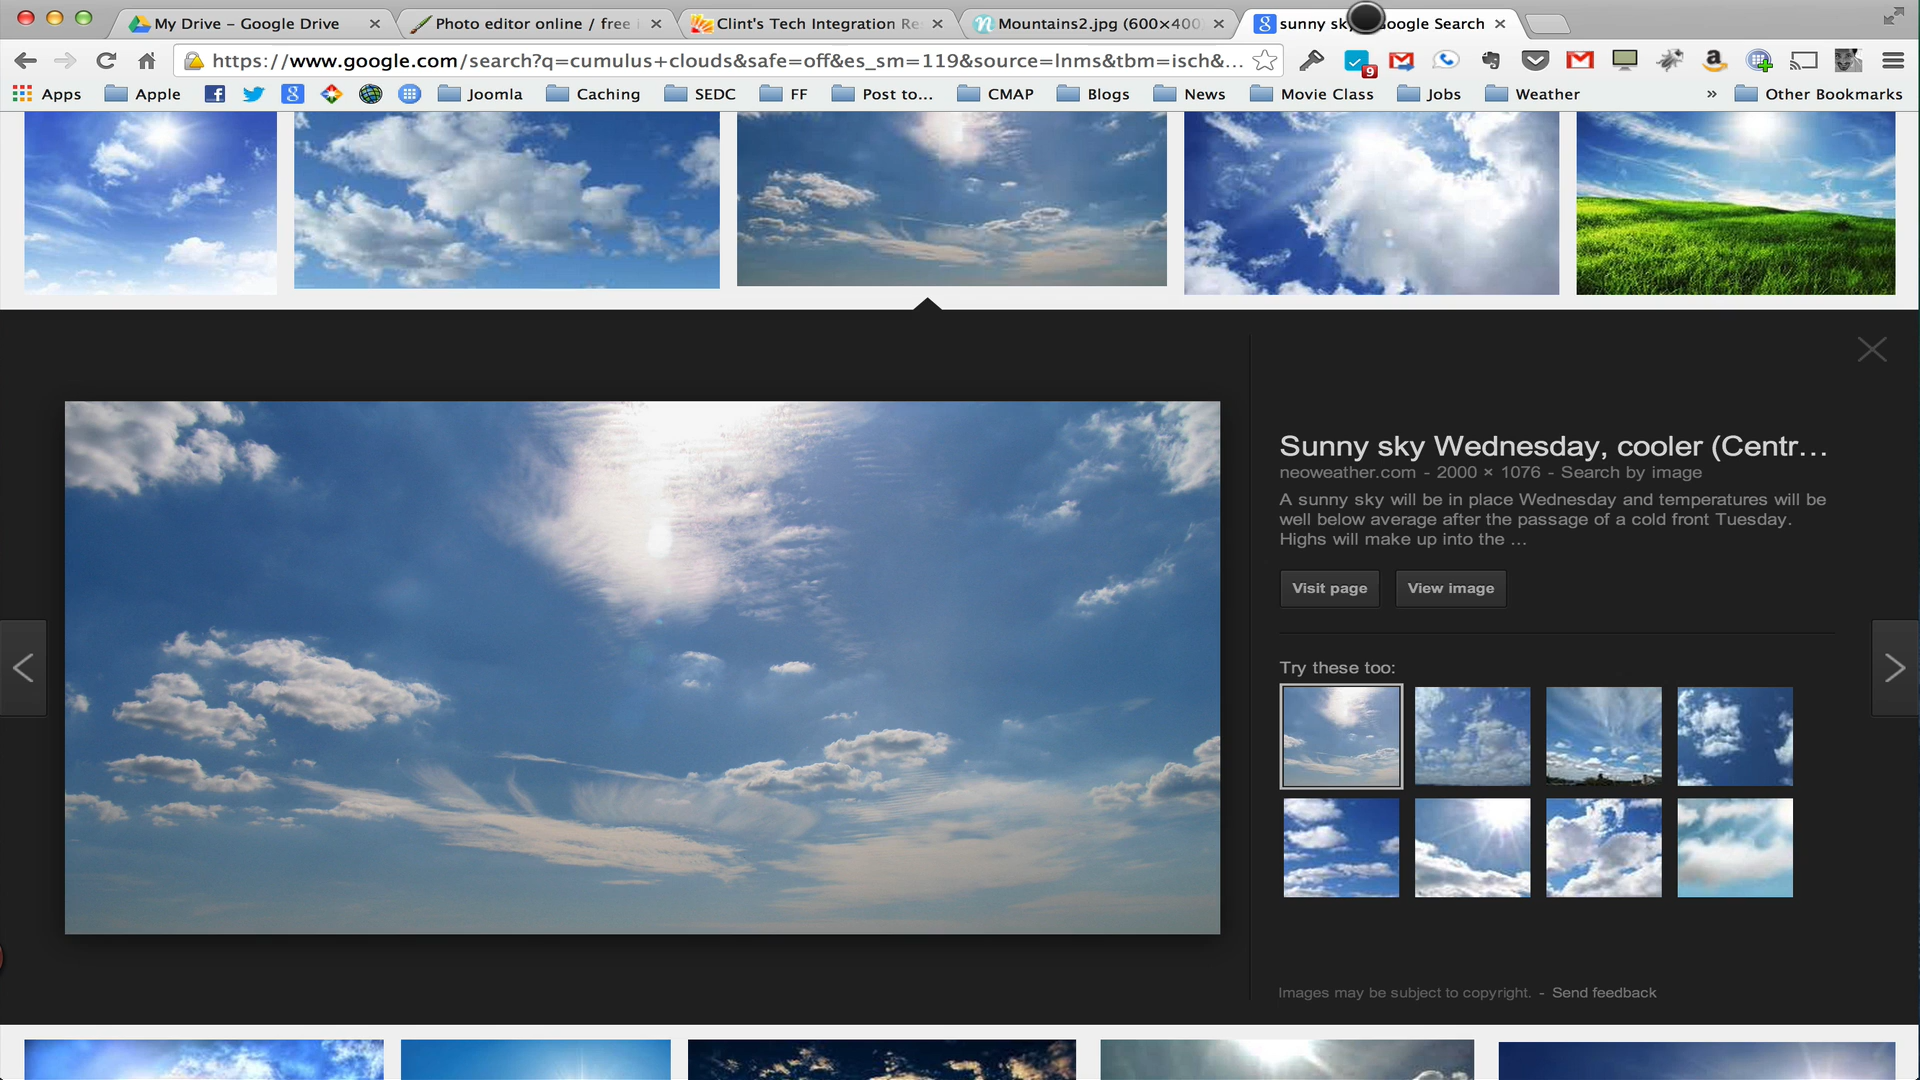 My Drive – Google Drive
Photo editor online / free i
Clint's Tech Integration Re
Mountains2.jpg (600×400
sunny sk
oogle Search
https://www.google.com/search?q=cumulus+clouds&safe=off&es_sm=119&source=lnms&tbm=isch&...
9
Apps
Apple
Joomla
Caching
SEDC
FF
Post to...
CMAP
Blogs
News
Movie Class
Jobs
Weather
»
Other Bookmarks
Sunny sky Wednesday, cooler (Centr...
neoweather.com - 2000 × 1076 - Search by image
A sunny sky will be in place Wednesday and temperatures will be
well below average after the passage of a cold front Tuesday.
Highs will make up into the ...
Visit page
View image
Try these too:
Images may be subject to copyright. - Send feedback